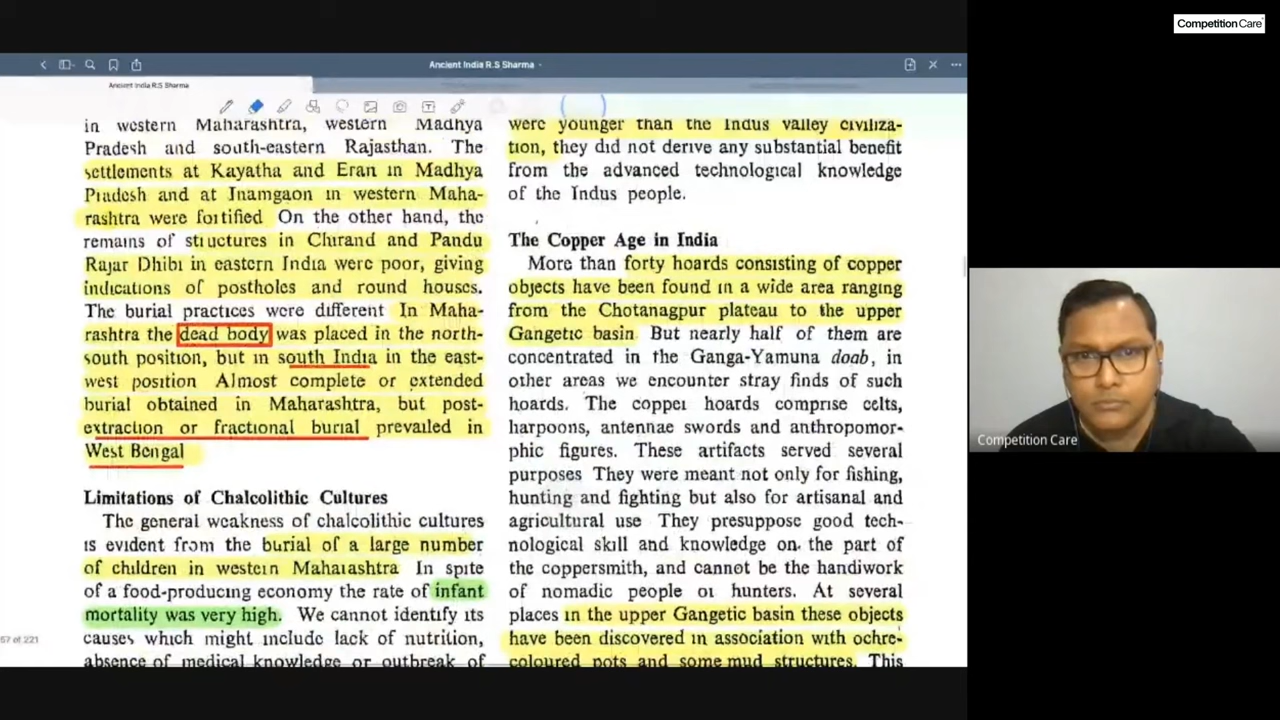 CompetitionCare
Ancient India R.S Sharma
Ancient India R.S Sharma
in western Maharashtra, western Madhya
Pradesh and south-eastern Rajasthan. The
settlements at Kayatha and Eran in Madhya
Pradesh and at Inamgaon in western Maha-
rashtra were fortified On the other hand, the
remains of structures in Chirand and Pandu
Rajar Dhibi in eastern India were poor, giving
indications of postholes and round houses.
The burial practices were different In Maha-
rashtra the dead body was placed in the north-
south position, but in south India in the east-
west position Almost complete or extended
burial obtained in Maharashtra, but post-
extraction or fractional burial prevailed in
West Bengal
Limitations of Chalcolithic Cultures
The general weakness of chalcolithic cultures
is evident from the burial of a large number
of children in western Maharashtra In spite
of a food-producing economy the rate of infant
mortality was very high. We cannot identify its
causes which might include lack of nutrition,
absence of medical knowledge or outbreak of
57 of 221
were younger than the Indus valley civiliza-
tion, they did not derive any substantial benefit
from the advanced technological knowledge
of the Indus people.
The Copper Age in India
More than forty hoards consisting of copper
objects have been found in a wide area ranging
from the Chotanagpur plateau to the upper
Gangetic basin But nearly half of them are
concentrated in the Ganga-Yamuna doab, in
other areas we encounter stray finds of such
hoards. The copper hoards comprise celts,
harpoons, antennae swords and anthropomor-
phic figures. These artifacts served several
purposes They were meant not only for fishing,
hunting and fighting but also for artisanal and
agricultural use They presuppose good tech-
nological skill and knowledge on the part of
the coppersmith, and cannot be the handiwork
of nomadic people or hunters. At several
places in the upper Gangetic basin these objects
have been discovered in association with ochre-
coloured pots and some mud structures. This
Competition Care